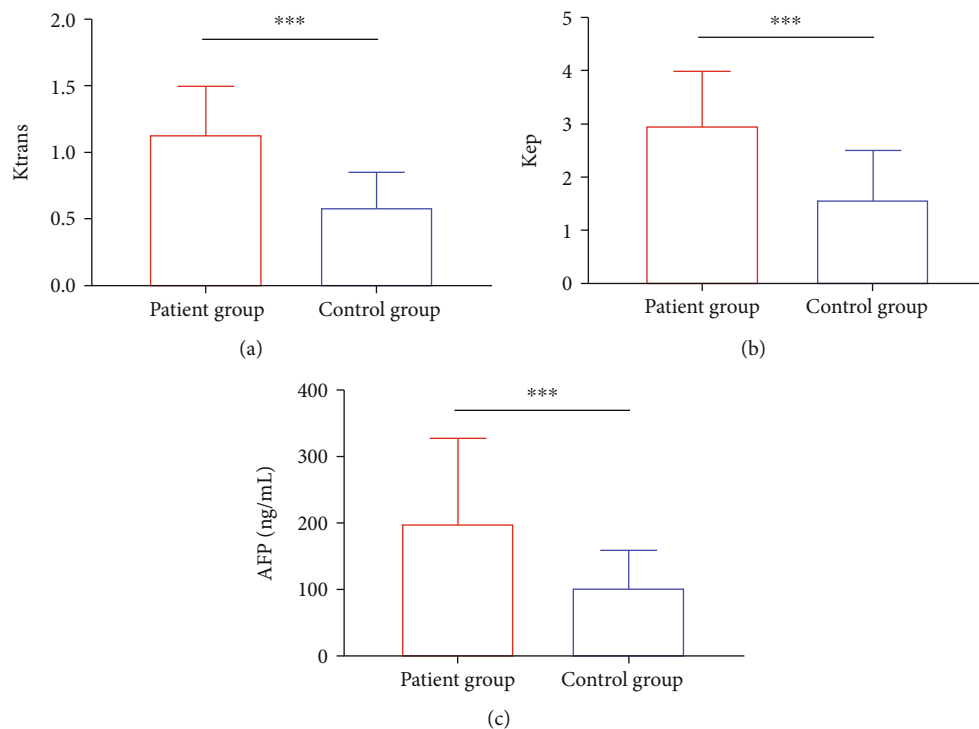 2.0
***
1.5
Ktrans
1.0
0.5
0.0
Patient group Control group
(a)
5
***
4
3
Kep
2
1
0
Patient group Control group
(b)
400
***
300
AFP (ng/mL)
200
100
0
Patient group Control group
(c)